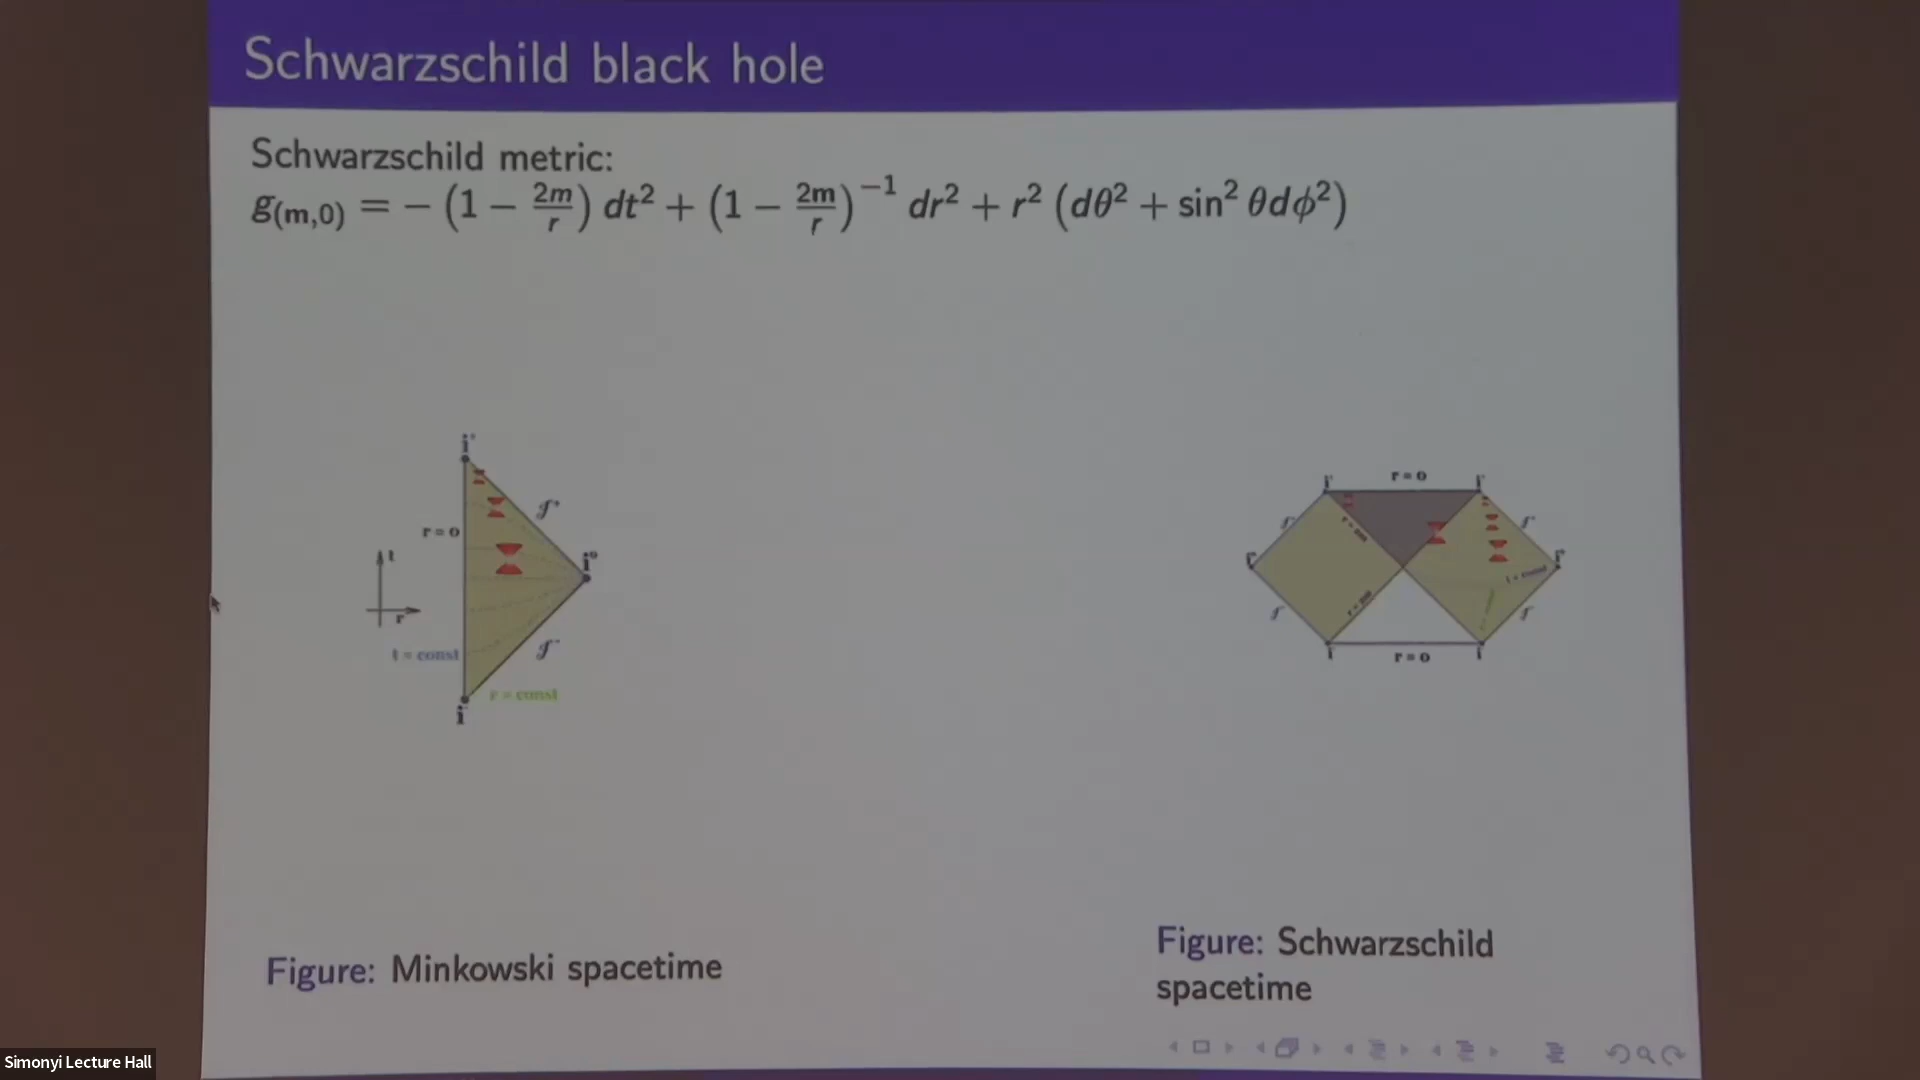 Schwarzschild black hole
Schwarzschild metric:
g(m,0) = − (1 − 2m/r) dt² + (1 − 2m/r)⁻¹ dr² + r² (dθ² + sin² θdϕ²)
i⁺
r = 0
𝒥⁺
t
i⁰
r
t = const
𝒥⁻
r = const
i⁻
r = 0
r = 0
Figure: Minkowski spacetime
Figure: Schwarzschild
spacetime
Simonyi Lecture Hall